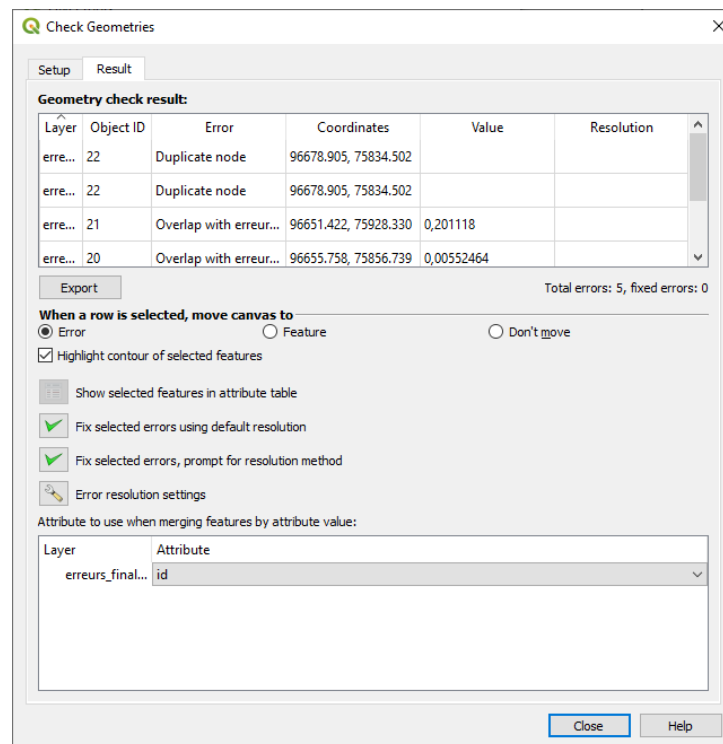 Check Geometries
Setup Result
Geometry check result:
Layer Object ID Error Coordinates Value Resolution
erre... 22 Duplicate node 96678.905, 75834.502
erre... 22 Duplicate node 96678.905, 75834.502
erre... 21 Overlap with erreur... 96651.422, 75928.330 0,201118
erre... 20 Overlap with erreur... 96655.758, 75856.739 0,00552464
Export Total errors: 5, fixed errors: 0
When a row is selected, move canvas to
Error Feature Don't move
Highlight contour of selected features
Show selected features in attribute table
Fix selected errors using default resolution
Fix selected errors, prompt for resolution method
Error resolution settings
Attribute to use when merging features by attribute value:
Layer Attribute
erreurs_final... id
Close Help